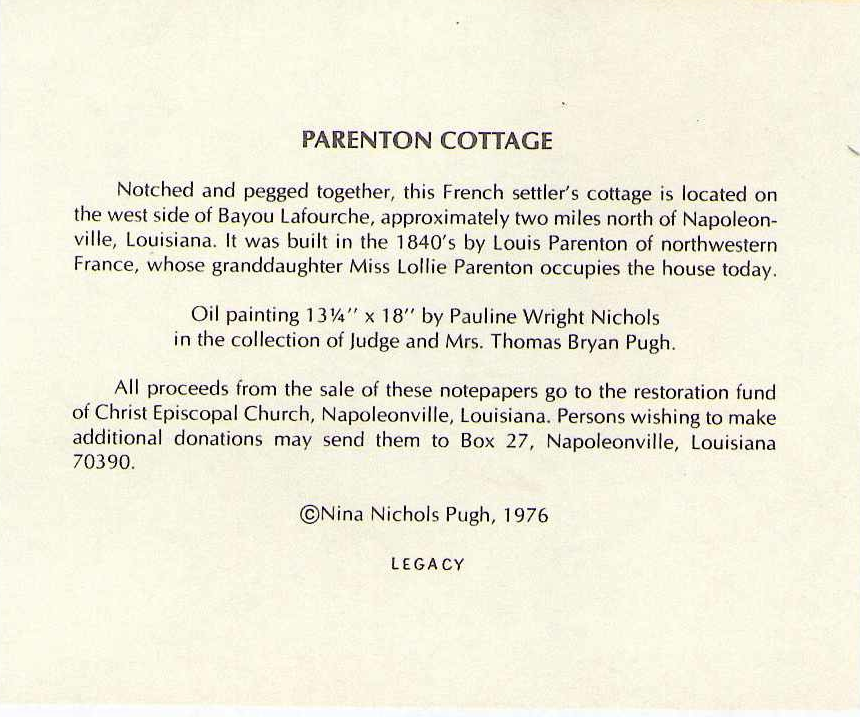 PARENTON COTTAGE
Notched and pegged together, this French settler's cottage is located on
the west side of Bayou Lafourche, approximately two miles north of Napoleon-
ville, Louisiana. It was built in the 1840's by Louis Parenton of northwestern
France, whose granddaughter Miss Lollie Parenton occupies the house today.
Oil painting 13¼'' x 18'' by Pauline Wright Nichols
in the collection of Judge and Mrs. Thomas Bryan Pugh.
All proceeds from the sale of these notepapers go to the restoration fund
of Christ Episcopal Church, Napoleonville, Louisiana. Persons wishing to make
additional donations may send them to Box 27, Napoleonville, Louisiana
70390.
©Nina Nichols Pugh, 1976
LEGACY